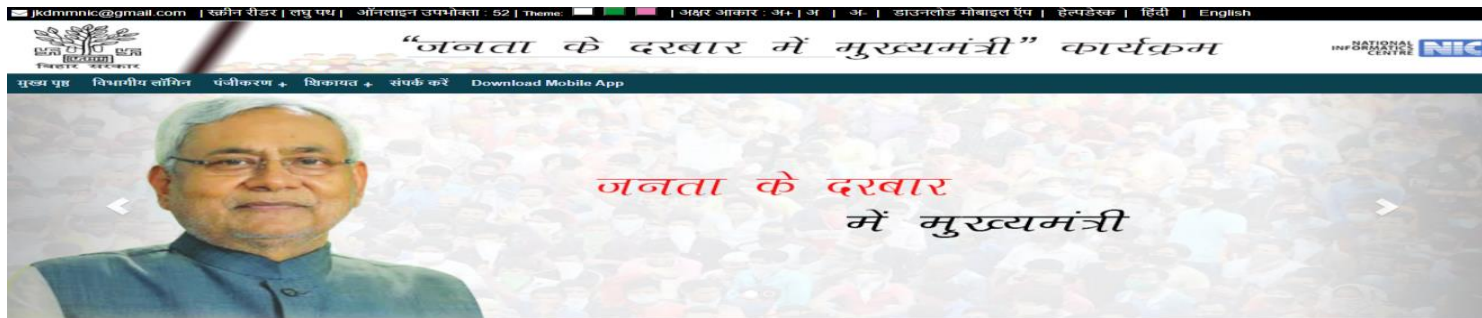 jkdmmnic@gmail.com | स्क्रीन रीडर | लघु पथ | ऑनलाइन उपभोक्ता : 52 | Theme: | अक्षर आकार : अ+ | अ | अ- | डाउनलोड मोबाइल ऍप | हेल्पडेस्क | हिंदी | English
बिहार सरकार
“जनता के दरबार में मुख्यमंत्री” कार्यक्रम
NATIONAL
INFORMATICS
CENTRE
NIC
मुख्य पृष्ठ विभागीय लॉगिन पंजीकरण + शिकायत + संपर्क करें Download Mobile App
जनता के दरबार
में मुख्यमंत्री